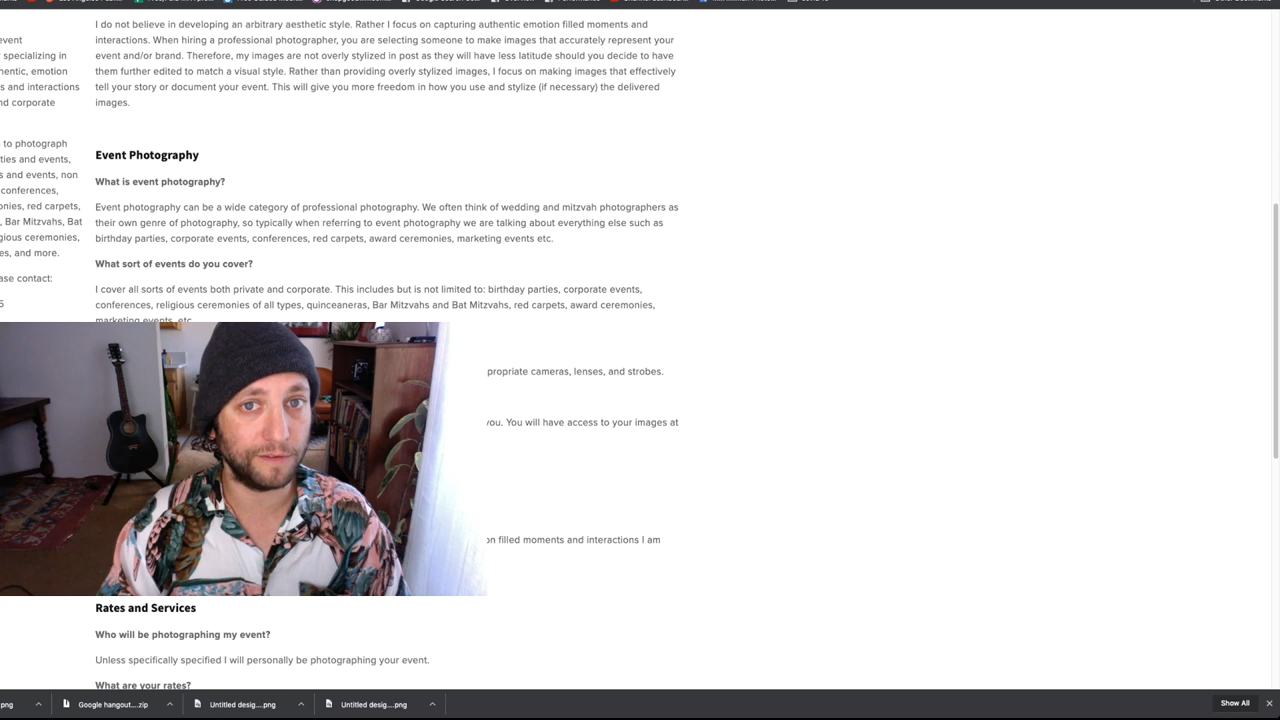 I do not believe in developing an arbitrary aesthetic style. Rather I focus on capturing authentic emotion filled moments and
interactions. When hiring a professional photographer, you are selecting someone to make images that accurately represent your
event and/or brand. Therefore, my images are not overly stylized in post as they will have less latitude should you decide to have
them further edited to match a visual style. Rather than providing overly stylized images, I focus on making images that effectively
tell your story or document your event. This will give you more freedom in how you use and stylize (if necessary) the delivered
images.
event
specializing in
hentic, emotion
s and interactions
nd corporate
to photograph
ties and events,
s and events, non
conferences,
onies, red carpets,
, Bar Mitzvahs, Bat
gious ceremonies,
es, and more.
ase contact:
5
Event Photography
What is event photography?
Event photography can be a wide category of professional photography. We often think of wedding and mitzvah photographers as
their own genre of photography, so typically when referring to event photography we are talking about everything else such as
birthday parties, corporate events, conferences, red carpets, award ceremonies, marketing events etc.
What sort of events do you cover?
I cover all sorts of events both private and corporate. This includes but is not limited to: birthday parties, corporate events,
conferences, religious ceremonies of all types, quinceaneras, Bar Mitzvahs and Bat Mitzvahs, red carpets, award ceremonies,
marketing events, etc.
propriate cameras, lenses, and strobes.
you. You will have access to your images at
on filled moments and interactions I am
Rates and Services
Who will be photographing my event?
Unless specifically specified I will personally be photographing your event.
What are your rates?
.png
Google hangout....zip
Untitled desig....png
Untitled desig....png
Show All